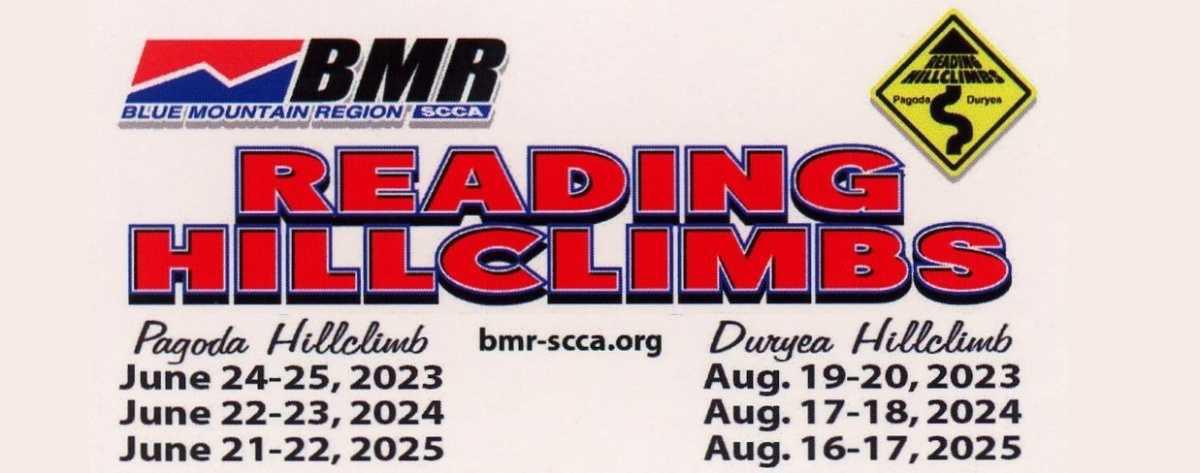 BMR
BLUE MOUNTAIN REGION SCCA
READING
HILLCLIMBS
Pagoda Duryea
READING
HILLCLIMBS
Pagoda Hillclimb
June 24-25, 2023
June 22-23, 2024
June 21-22, 2025
bmr-scca.org
Duryea Hillclimb
Aug. 19-20, 2023
Aug. 17-18, 2024
Aug. 16-17, 2025